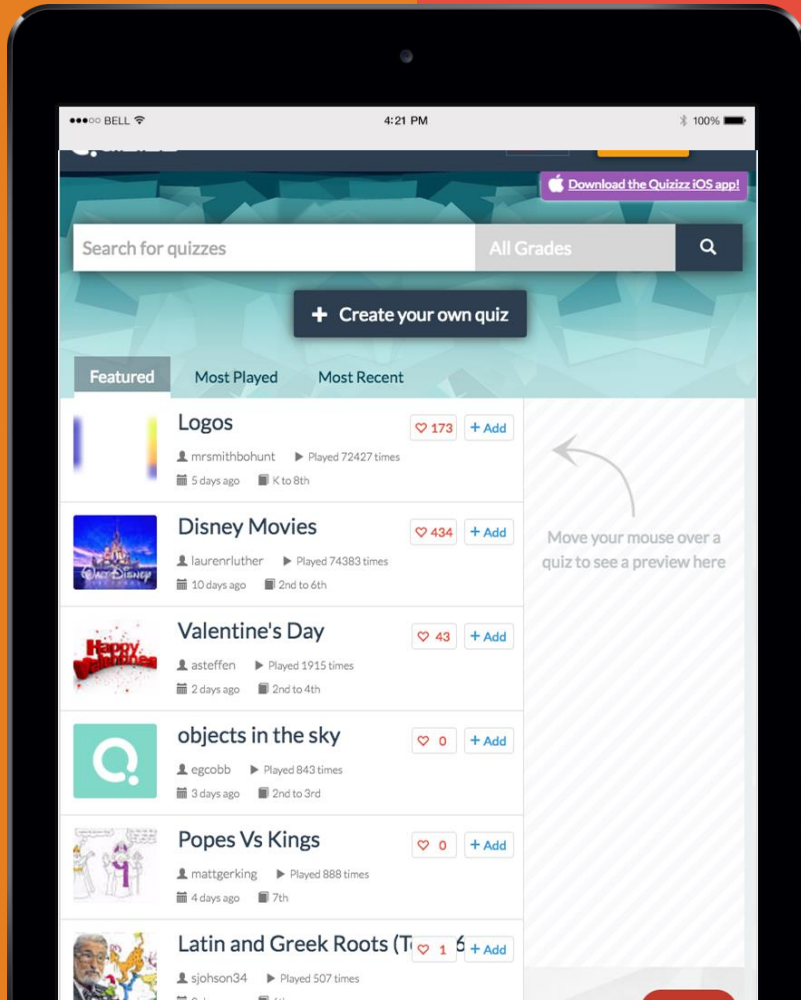 BELL
4:21 PM
100%
Download the Quizizz iOS app!
Search for quizzes
All Grades
+ Create your own quiz
Featured
Most Played
Most Recent
Logos
173
+ Add
mrsmithbohunt
Played 72427 times
5 days ago
K to 8th
Move your mouse over a
quiz to see a preview here
Disney Movies
434
+ Add
laurenrluther
Played 74383 times
10 days ago
2nd to 6th
WALT DISNEY
Valentine's Day
43
+ Add
asteffen
Played 1915 times
2 days ago
2nd to 4th
Happy
Valentines
objects in the sky
0
+ Add
egcobb
Played 843 times
3 days ago
2nd to 3rd
Popes Vs Kings
0
+ Add
mattgerking
Played 888 times
4 days ago
7th
Latin and Greek Roots
1
+ Add
sjohson34
Played 507 times